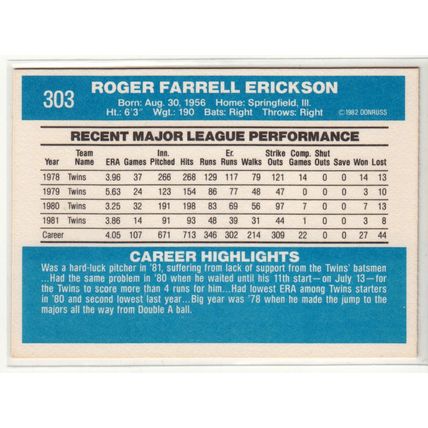 303
ROGER FARRELL ERICKSON
Born: Aug. 30, 1956 Home: Springfield, Ill.
Ht.: 6'3" Wgt.: 190 Bats: Right Throws: Right
©1982 DONRUSS
RECENT MAJOR LEAGUE PERFORMANCE
Year Team Name ERA Games Inn. Pitched Hits Runs Er. Runs Walks Strike Outs Comp. Games Shut Outs Save Won Lost
1978 Twins 3.96 37 266 268 129 117 79 121 14 0 0 14 13
1979 Twins 5.63 24 123 154 80 77 48 47 0 0 0 3 10
1980 Twins 3.25 32 191 198 83 69 56 97 7 0 0 7 13
1981 Twins 3.86 14 91 93 48 39 31 44 1 0 0 3 8
Career 4.05 107 671 713 346 302 214 309 22 0 0 27 44
CAREER HIGHLIGHTS
Was a hard-luck pitcher in '81, suffering from lack of support from the Twins' batsmen
...Had the same problem in '80 when he waited until his 11th start—on July 13—for
the Twins to score more than 4 runs for him...Had lowest ERA among Twins starters
in '80 and second lowest last year...Big year was '78 when he made the jump to the
majors all the way from Double A ball.